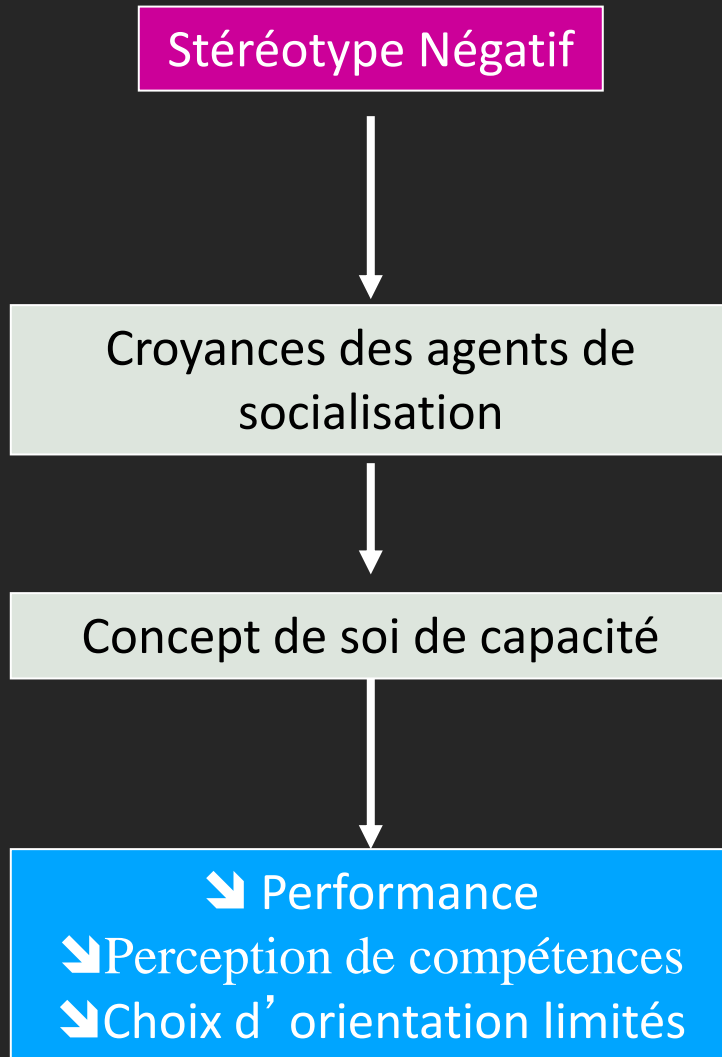 Stéréotype Négatif
Croyances des agents de
socialisation
Concept de soi de capacité
➘ Performance
➘Perception de compétences
➘Choix d’ orientation limités